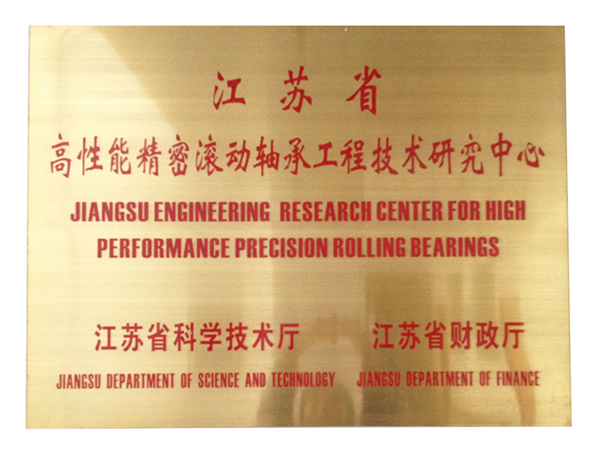 江苏省
高性能精密滚动轴承工程技术研究中心
JIANGSU ENGINEERING RESEARCH CENTER FOR HIGH
PERFORMANCE PRECISION ROLLING BEARINGS
江苏省科学技术厅 江苏省财政厅
JIANGSU DEPARTMENT OF SCIENCE AND TECHNOLOGY JIANGSU DEPARTMENT OF FINANCE